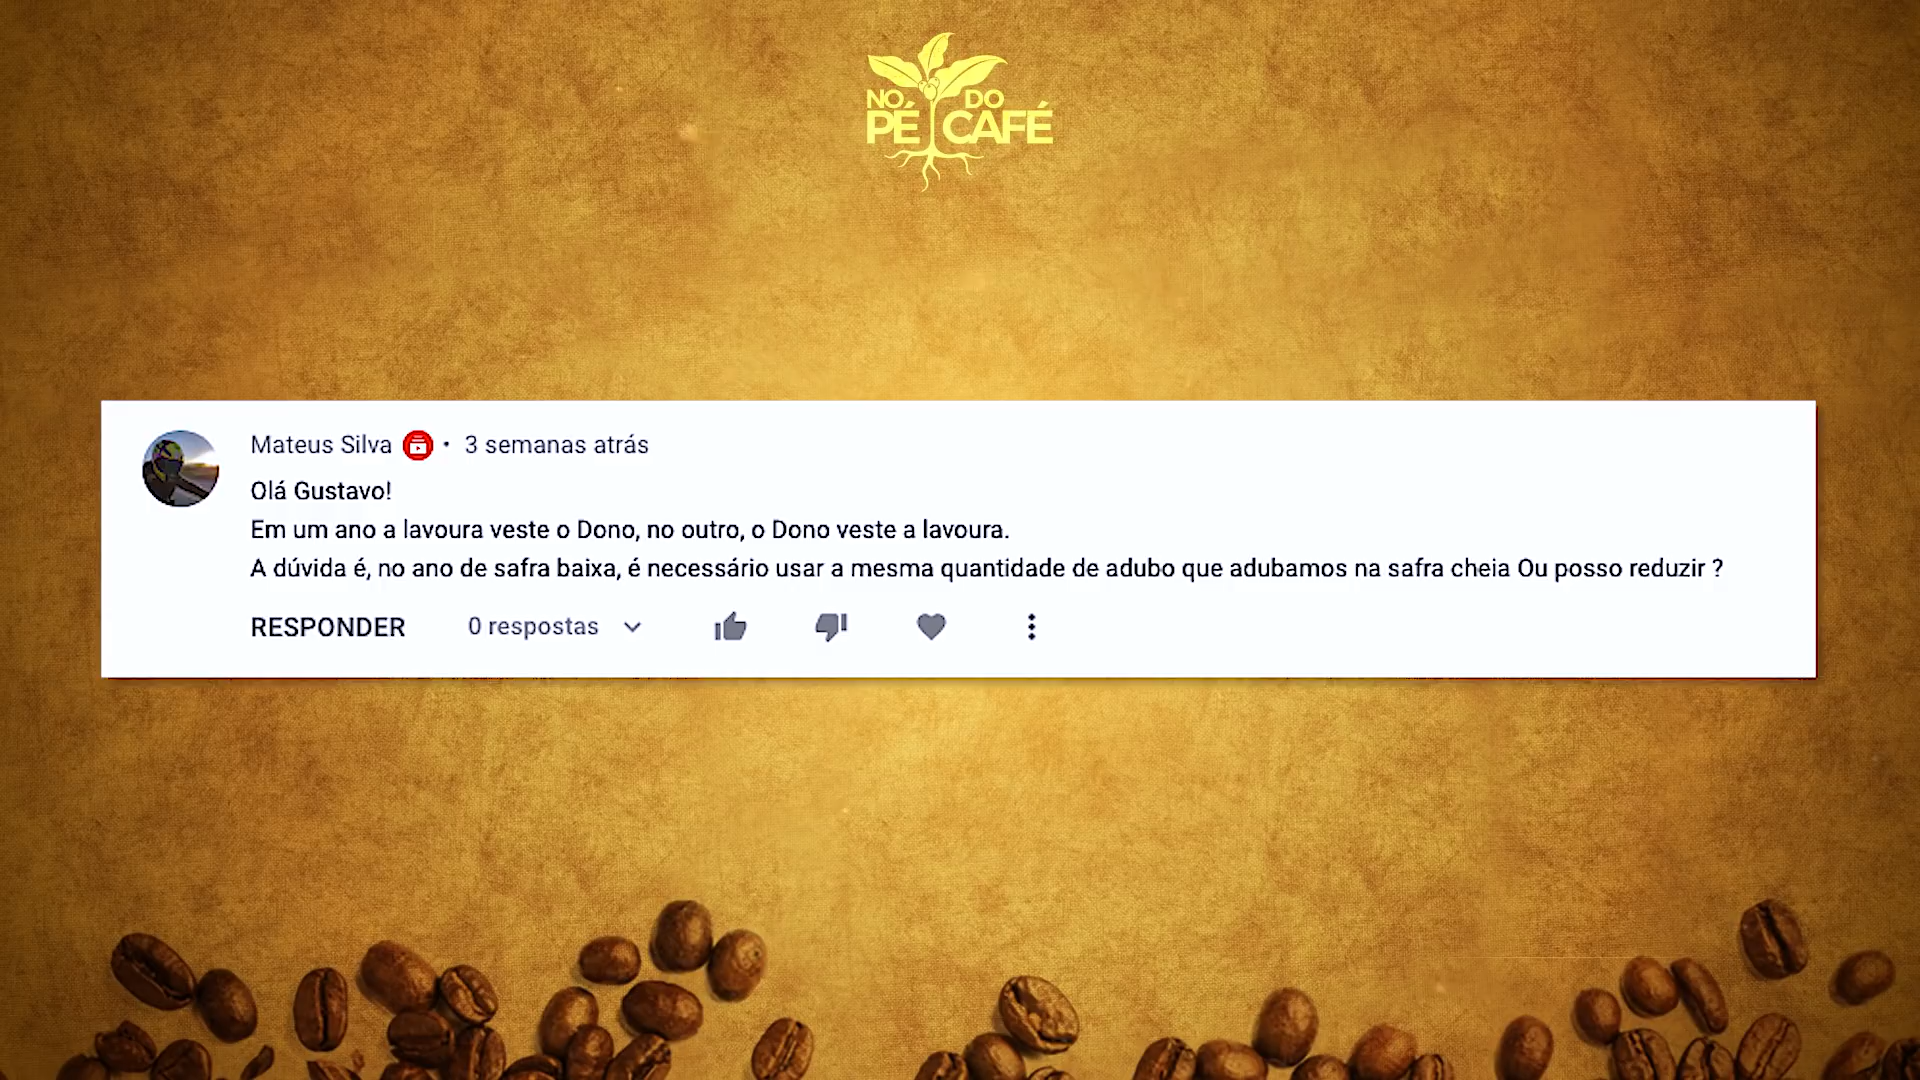 NO DO
PÉ CAFÉ
Mateus Silva • 3 semanas atrás
Olá Gustavo!
Em um ano a lavoura veste o Dono, no outro, o Dono veste a lavoura.
A dúvida é, no ano de safra baixa, é necessário usar a mesma quantidade de adubo que adubamos na safra cheia Ou posso reduzir ?
RESPONDER 0 respostas